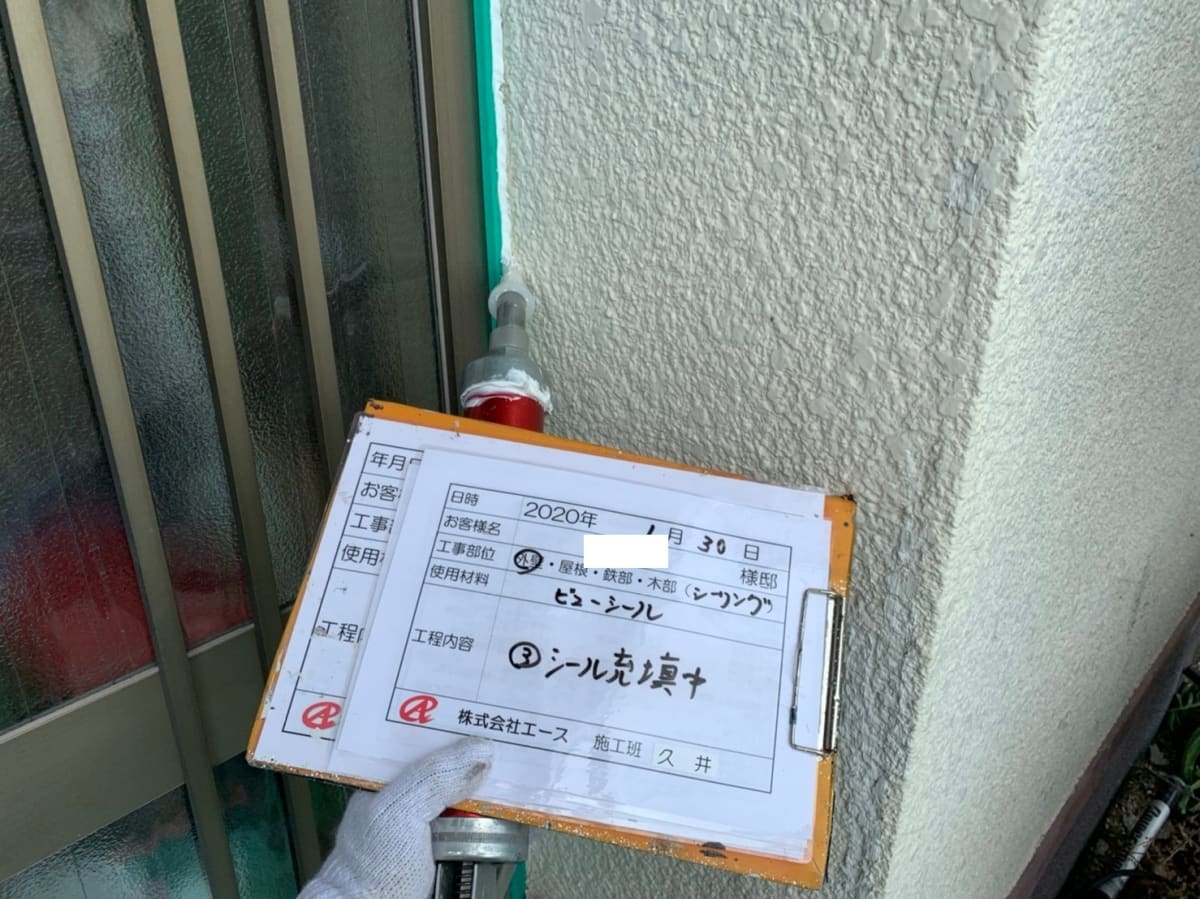 年月
お客
工事
使用
工程
日時 2020年 1月 30日
お客様名 様邸
工事部位 外壁・屋根・鉄部・木部（シーリング）
使用材料 ビューシール
工程内容 ③シール充填中
株式会社エース 施工班 久井